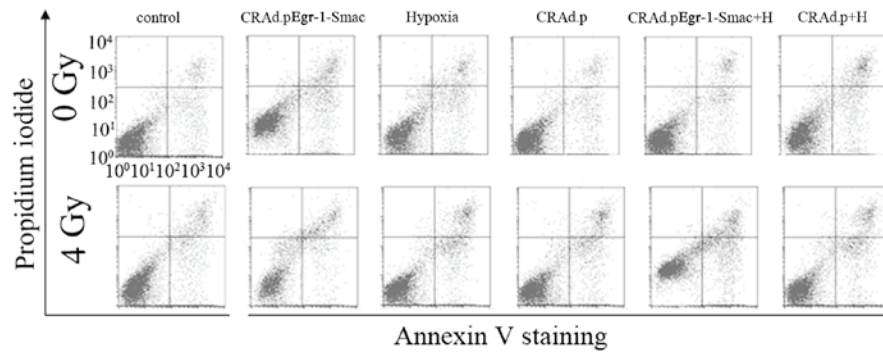 control CRAd.pEgr-1-Smac Hypoxia CRAd.p CRAd.pEgr-1-Smac+H CRAd.p+H
Propidium iodide
0 Gy
10⁴
10³
10²
10¹
10⁰
10⁰10¹10²10³10⁴
4 Gy
Annexin V staining